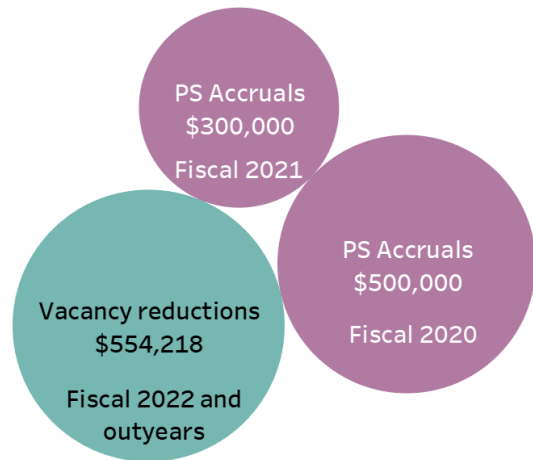 PS Accruals
$300,000
Fiscal 2021
PS Accruals
$500,000
Fiscal 2020
Vacancy reductions
$554,218
Fiscal 2022 and
outyears